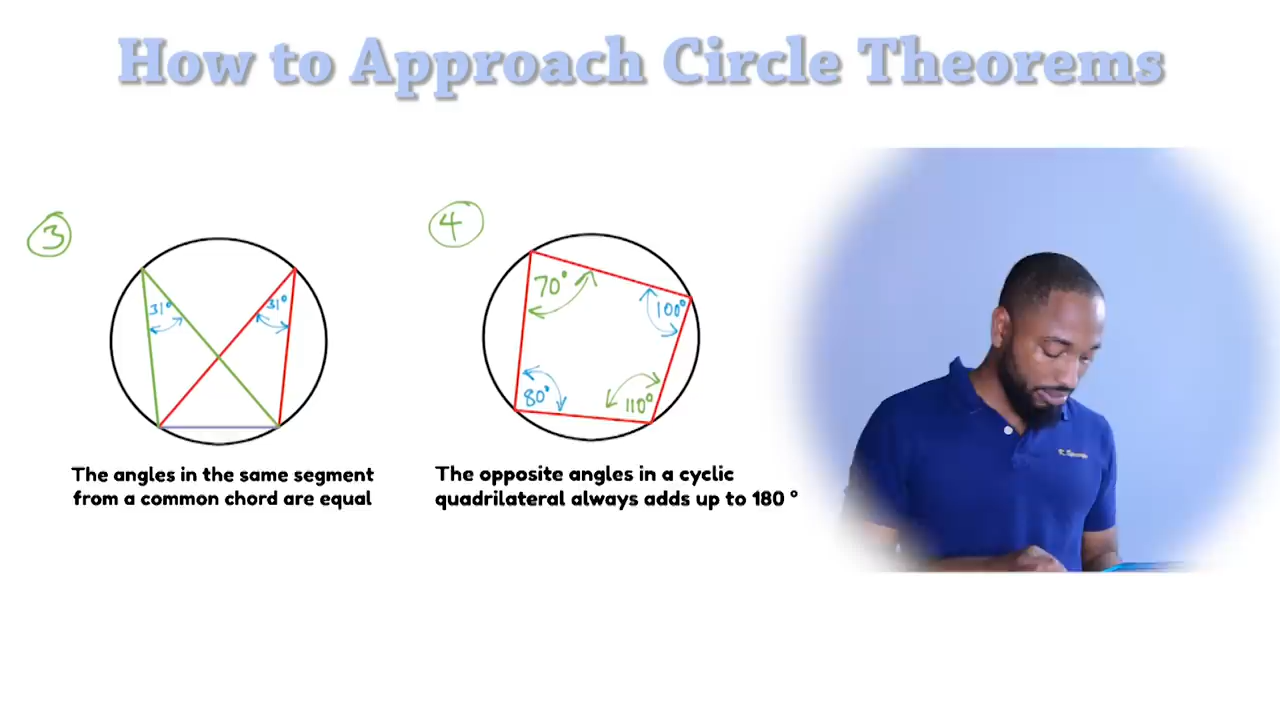 How to Approach Circle Theorems
3
31°
31°
The angles in the same segment
from a common chord are equal
4
70°
100°
80°
110°
The opposite angles in a cyclic
quadrilateral always adds up to 180 °